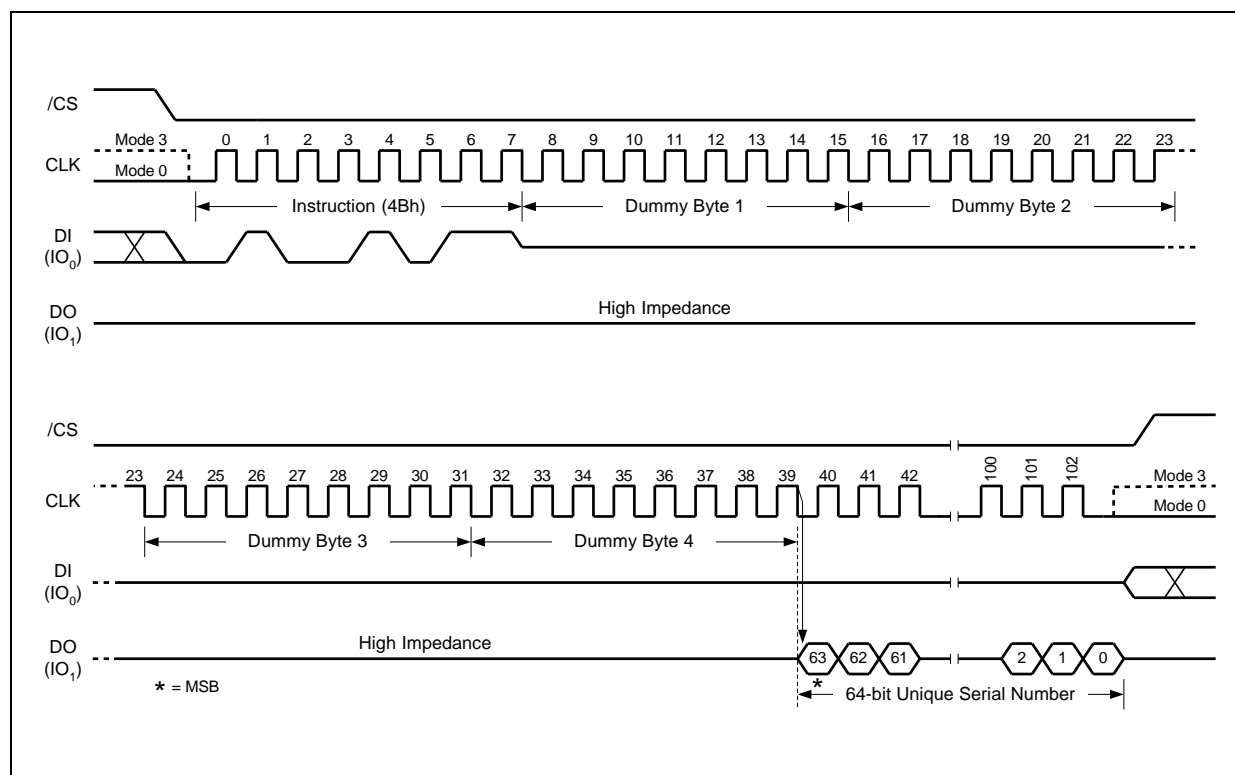 /CS
Mode 3
0 1 2 3 4 5 6 7 8 9 10 11 12 13 14 15 16 17 18 19 20 21 22 23
CLK
Mode 0
Instruction (4Bh)
Dummy Byte 1
Dummy Byte 2
DI
(IO0)
High Impedance
DO
(IO1)
/CS
23 24 25 26 27 28 29 30 31 32 33 34 35 36 37 38 39 40 41 42 100 101 102
Mode 3
CLK
Mode 0
Dummy Byte 3
Dummy Byte 4
DI
(IO0)
High Impedance
DO
(IO1)
63 62 61 2 1 0
* = MSB
*
64-bit Unique Serial Number